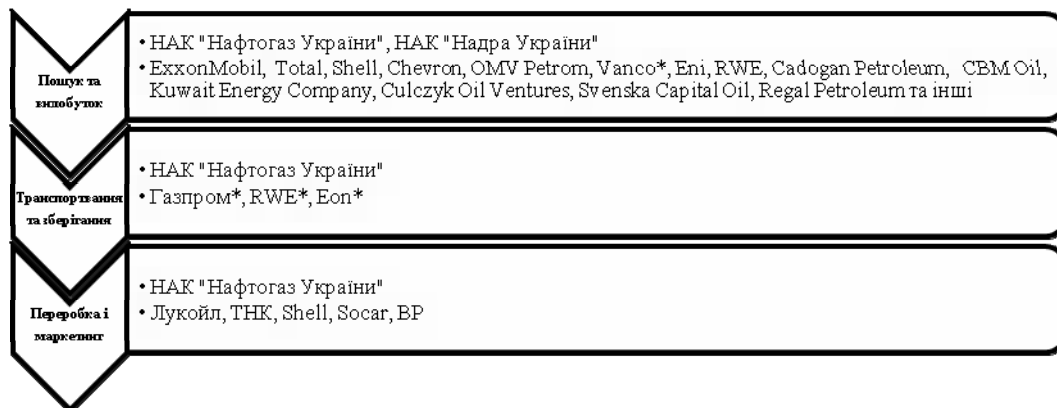 Пошук та
випобуток
• НАК "Нафтогаз України", НАК "Надра України"
• ExxonMobil, Total, Shell, Chevron, OMV Petrom, Vanco*, Eni, RWE, Cadogan Petroleum, CBM Oil,
Kuwait Energy Company, Culczyk Oil Ventures, Svenska Capital Oil, Regal Petroleum та інші
Транспортвання
та зберігання
• НАК "Нафтогаз України"
• Газпром*, RWE*, Eon*
Переробка і
маркетинг
• НАК "Нафтогаз України"
• Лукойл, ТНК, Shell, Socar, BP